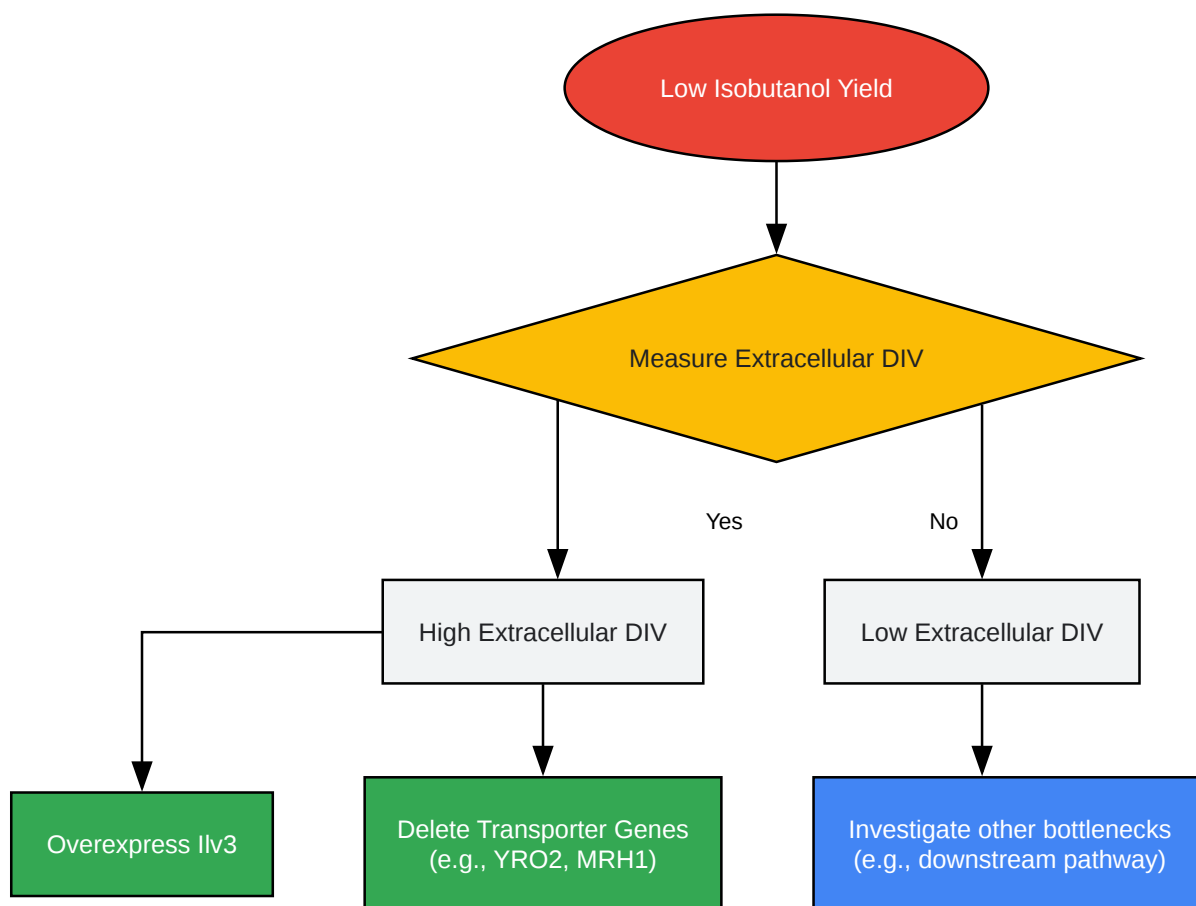 Low Isobutanol Yield
Measure Extracellular DIV
Yes
No
High Extracellular DIV
Low Extracellular DIV
Overexpress Ilv3
Delete Transporter Genes
(e.g., YRO2, MRH1)
Investigate other bottlenecks
(e.g., downstream pathway)